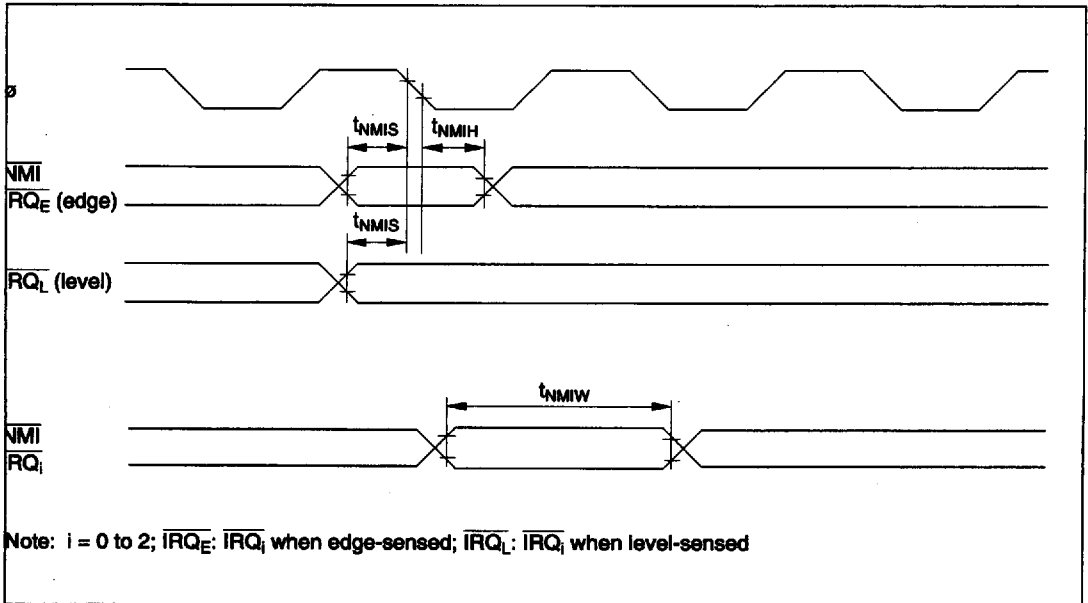 ø
tNMIS tNMIH
NMI
IRQE (edge)
tNMIS
IRQL (level)
tNMIW
NMI
IRQi
Note: i = 0 to 2; IRQE: IRQi when edge-sensed; IRQL: IRQi when level-sensed